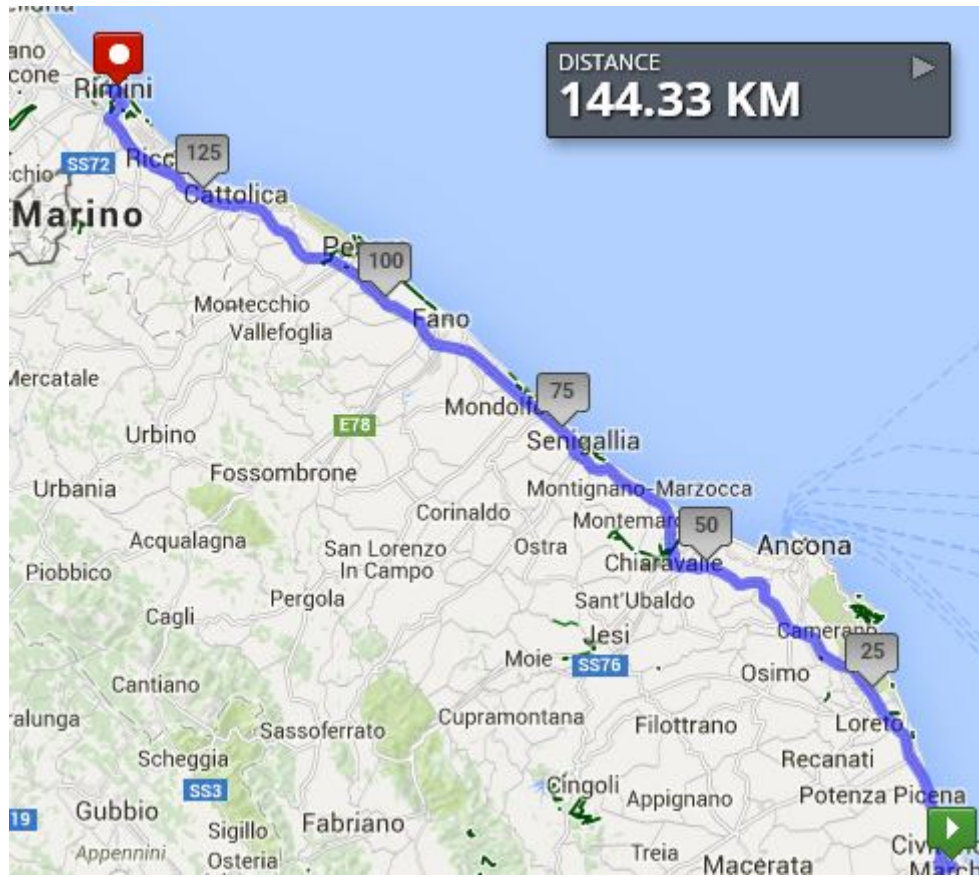 DISTANCE
144.33 KM
Rimini
SS72
125
Cattolica
Marino
100
Montecchio
Vallefoglia
Fano
75
E78
Senigallia
Urbino
Fossombrone
Urbania
Montignano-Marzocca
Corinaldo
50
Ancona
Acqualagna
San Lorenzo
In Campo
Ostra
Chiaravalle
Piobbico
Pergola
Sant'Ubaldo
Cagli
Jesi
Camerano
25
Moie
SS76
Osimo
Cantiano
Cupramontana
Filottrano
Loreto
Sassoferrato
Scheggia
Recanati
SS3
Cingoli
Appignano
Potenza Picena
19
Gubbio
Sigillo
Fabriano
Appennini
Osteria
Treia
Macerata